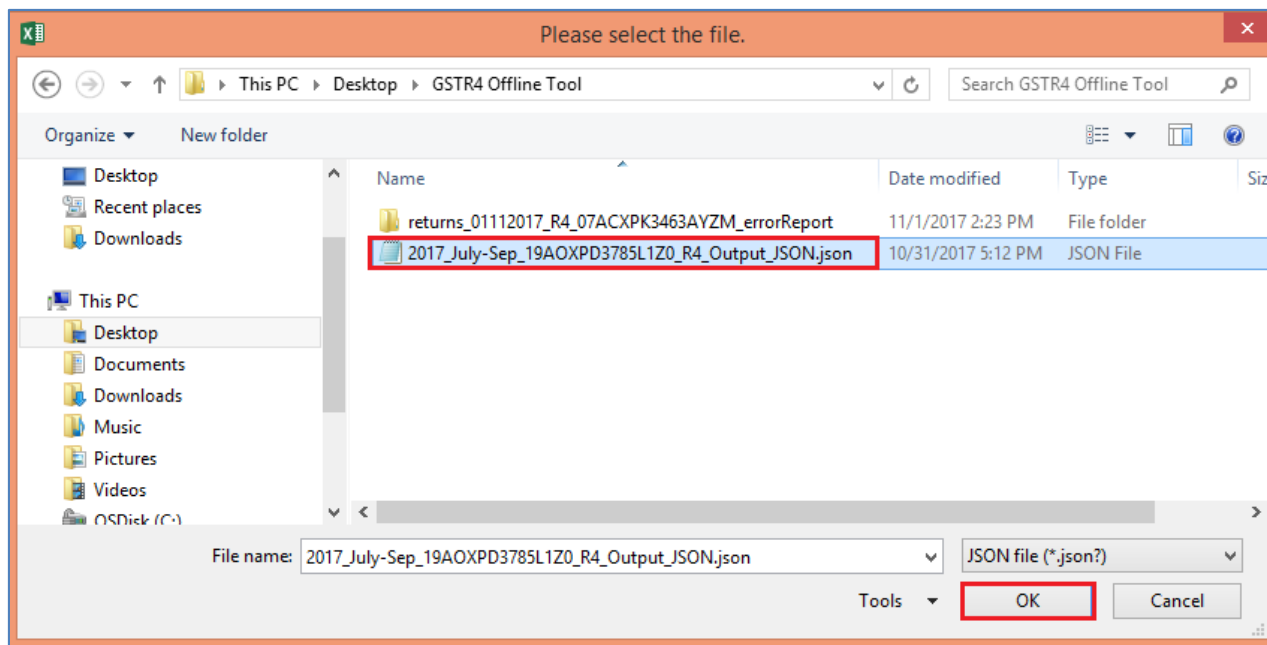 Please select the file.
This PC Desktop GSTR4 Offline Tool Search GSTR4 Offline Tool
Organize New folder
Name Date modified Type Siz
Desktop
Recent places
Downloads
This PC
Desktop
Documents
Downloads
Music
Pictures
Videos
OSDisk (C:)
returns_01112017_R4_07ACXPK3463AYZM_errorReport 11/1/2017 2:23 PM File folder
2017_July-Sep_19AOXPD3785L1Z0_R4_Output_JSON.json 10/31/2017 5:12 PM JSON File
File name: 2017_July-Sep_19AOXPD3785L1Z0_R4_Output_JSON.json JSON file (*.json?)
Tools OK Cancel